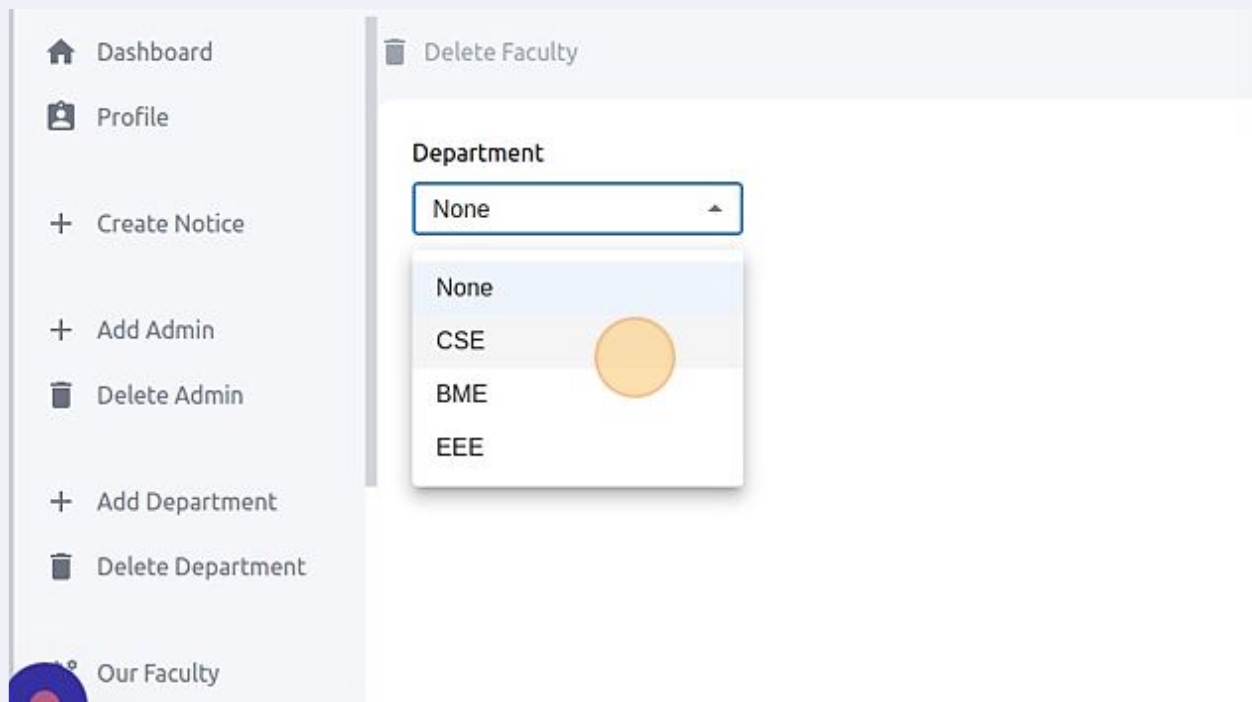 Dashboard
Profile
+ Create Notice
+ Add Admin
Delete Admin
+ Add Department
Delete Department
Our Faculty
Delete Faculty
Department
None
None
CSE
BME
EEE